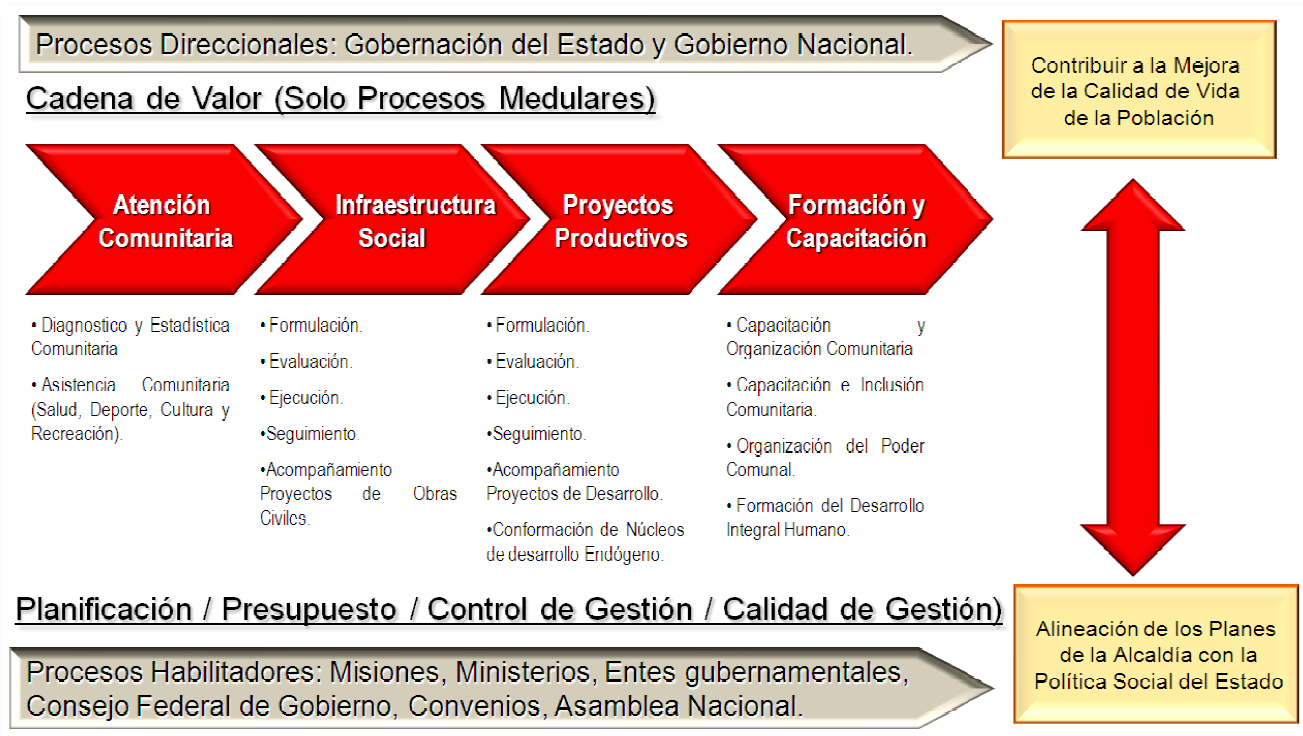 Procesos Direccionales: Gobernación del Estado y Gobierno Nacional.
Contribuir a la Mejora
de la Calidad de Vida
de la Población
Cadena de Valor (Solo Procesos Medulares)
Atención
Comunitaria
Infraestructura
Social
Proyectos
Productivos
Formación y
Capacitación
• Diagnostico y Estadística
Comunitaria
• Asistencia Comunitaria
(Salud, Deporte, Cultura y
Recreación).
• Formulación.
• Evaluación.
• Ejecución.
•Seguimiento.
•Acompañamiento
Proyectos de Obras
Civiles.
• Formulación.
• Evaluación.
• Ejecución.
•Seguimiento.
•Acompañamiento
Proyectos de Desarrollo.
•Conformación de Núcleos
de desarrollo Endógeno.
• Capacitación y
Organización Comunitaria
• Capacitación e Inclusión
Comunitaria.
• Organización del Poder
Comunal.
• Formación del Desarrollo
Integral Humano.
Planificación / Presupuesto / Control de Gestión / Calidad de Gestión)
Procesos Habilitadores: Misiones, Ministerios, Entes gubernamentales,
Consejo Federal de Gobierno, Convenios, Asamblea Nacional.
Alineación de los Planes
de la Alcaldía con la
Política Social del Estado